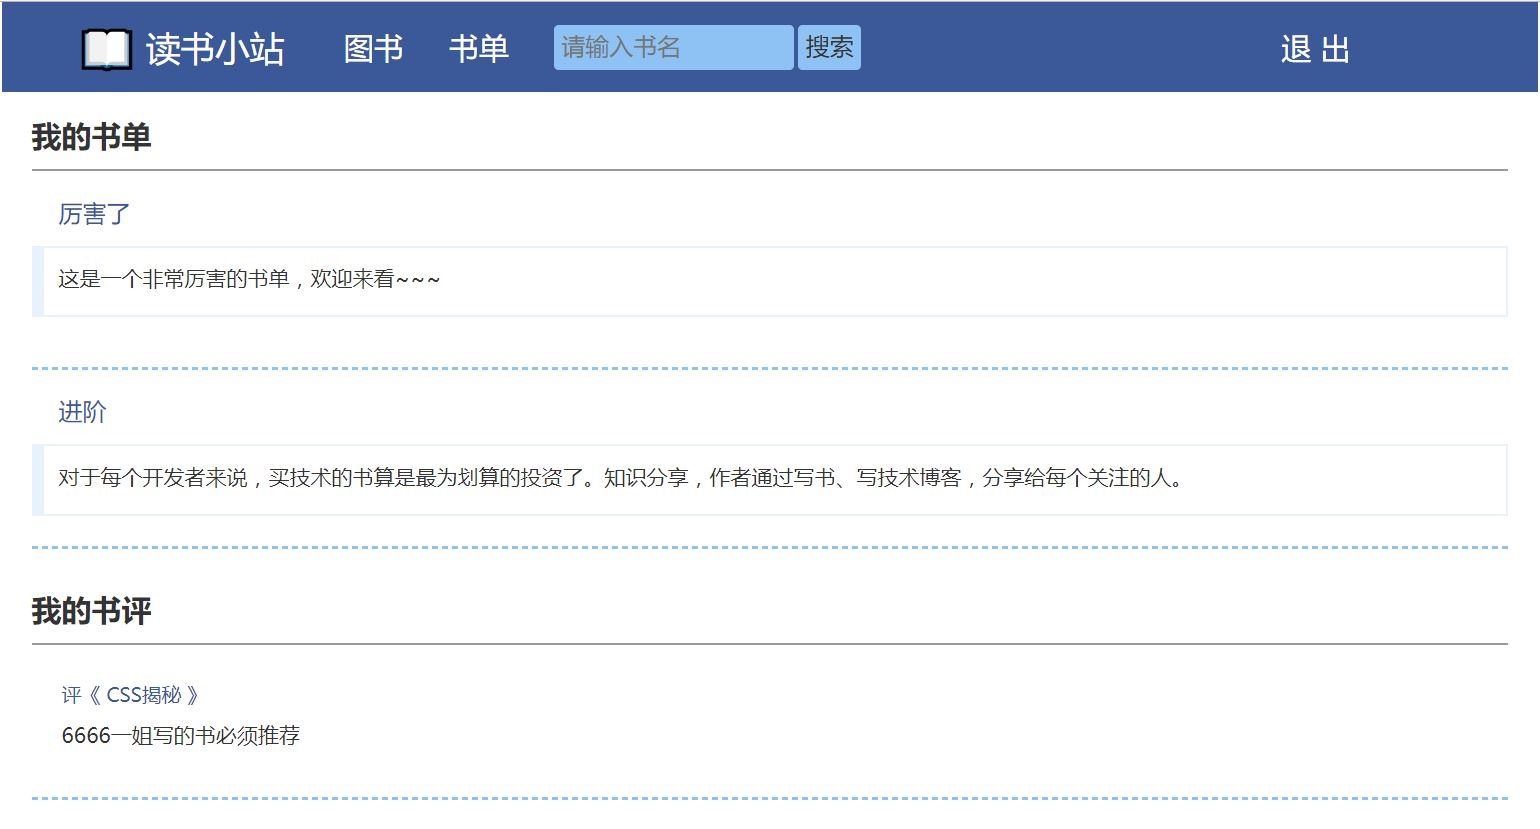 读书小站 图书 书单 请输入书名 搜索 退 出
我的书单
厉害了
这是一个非常厉害的书单，欢迎来看~~~
进阶
对于每个开发者来说，买技术的书算是最为划算的投资了。知识分享，作者通过写书、写技术博客，分享给每个关注的人。
我的书评
评《 CSS揭秘 》
6666一姐写的书必须推荐